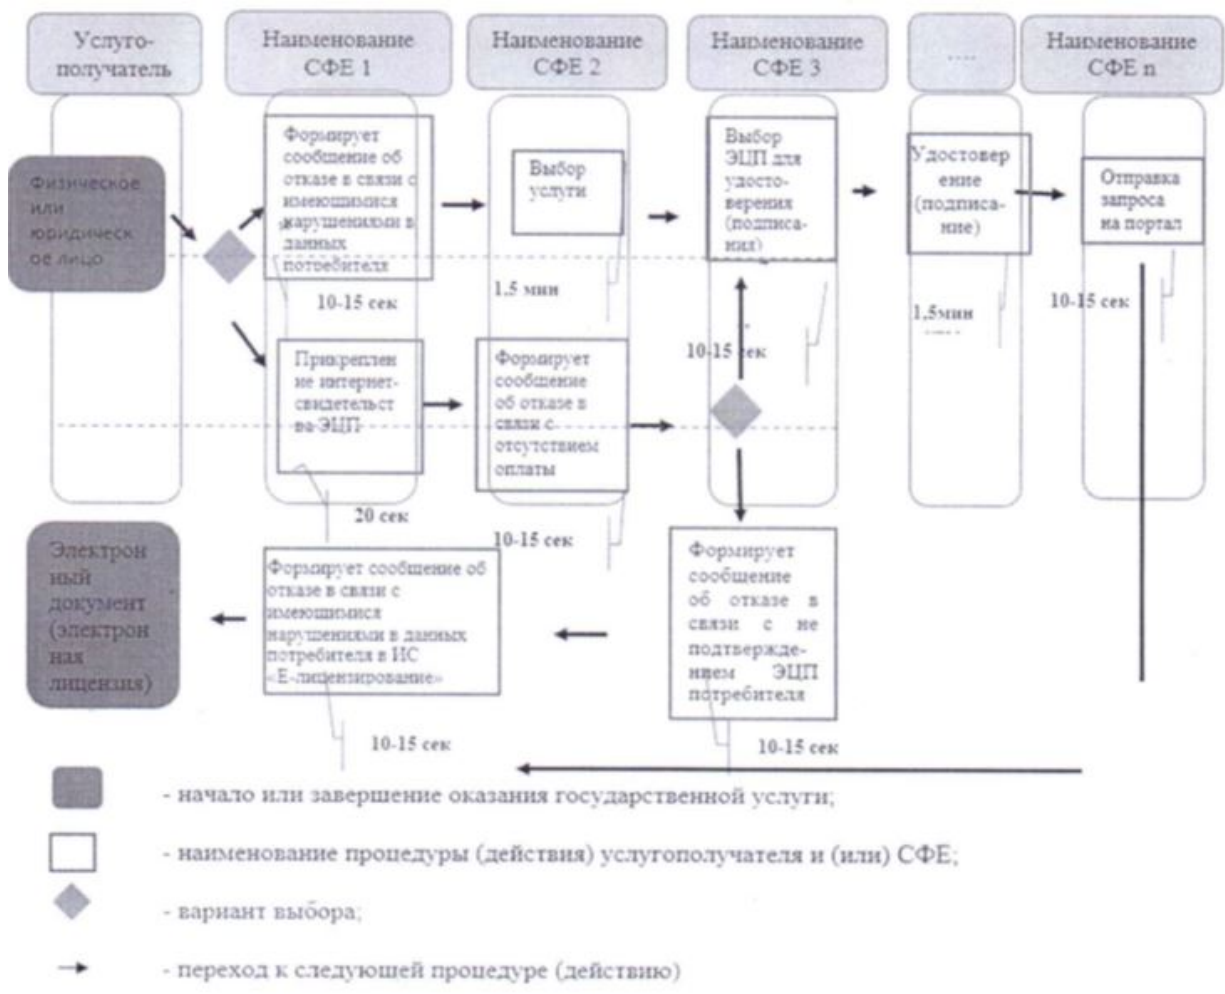 Услуго-
получатель
Наименование
СФЕ 1
Наименование
СФЕ 2
Наименование
СФЕ 3
....
Наименование
СФЕ n
Физическое
или
юридическ
ое лицо
Формирует
сообщение об
отказе в связи с
имеющимися
нарушениями в
данных
потребителя
10-15 сек
Выбор
услуги
1.5 мин
Выбор
ЭЦП для
удосто-
верения
(подписа-
ния)
10-15 сек
Удостовер
ение
(подписа-
ние)
1,5мин
Отправка
запроса
на портал
10-15 сек
Прикреплен
ие интернет-
свидетельст
ва ЭЦП
20 сек
Формирует
сообщение
об отказе в
связи с
отсутствием
оплаты
10-15 сек
Электрон
ный
документ
(электрон
ная
лицензия)
Формирует сообщение об
отказе в связи с
имеющимися
нарушениями в данных
потребителя в ИС
«Е-лицензирование»
10-15 сек
Формирует
сообщение
об отказе в
связи с не
подтвержде-
нием ЭЦП
потребителя
10-15 сек
- начало или завершение оказания государственной услуги;
- наименование процедуры (действия) услугополучателя и (или) СФЕ;
- вариант выбора;
- переход к следующей процедуре (действию)